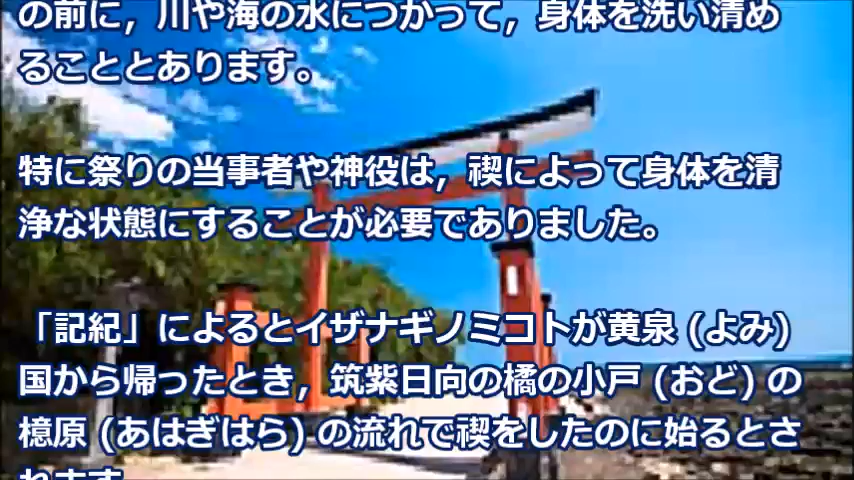 の前に，川や海の水につかって，身体を洗い清め
ることとあります。
特に祭りの当事者や神役は，禊によって身体を清
浄な状態にすることが必要でありました。
「記紀」によるとイザナギノミコトが黄泉 (よみ)
国から帰ったとき，筑紫日向の橘の小戸 (おど) の
檍原 (あはぎはら) の流れで禊をしたのに始るとさ
れます